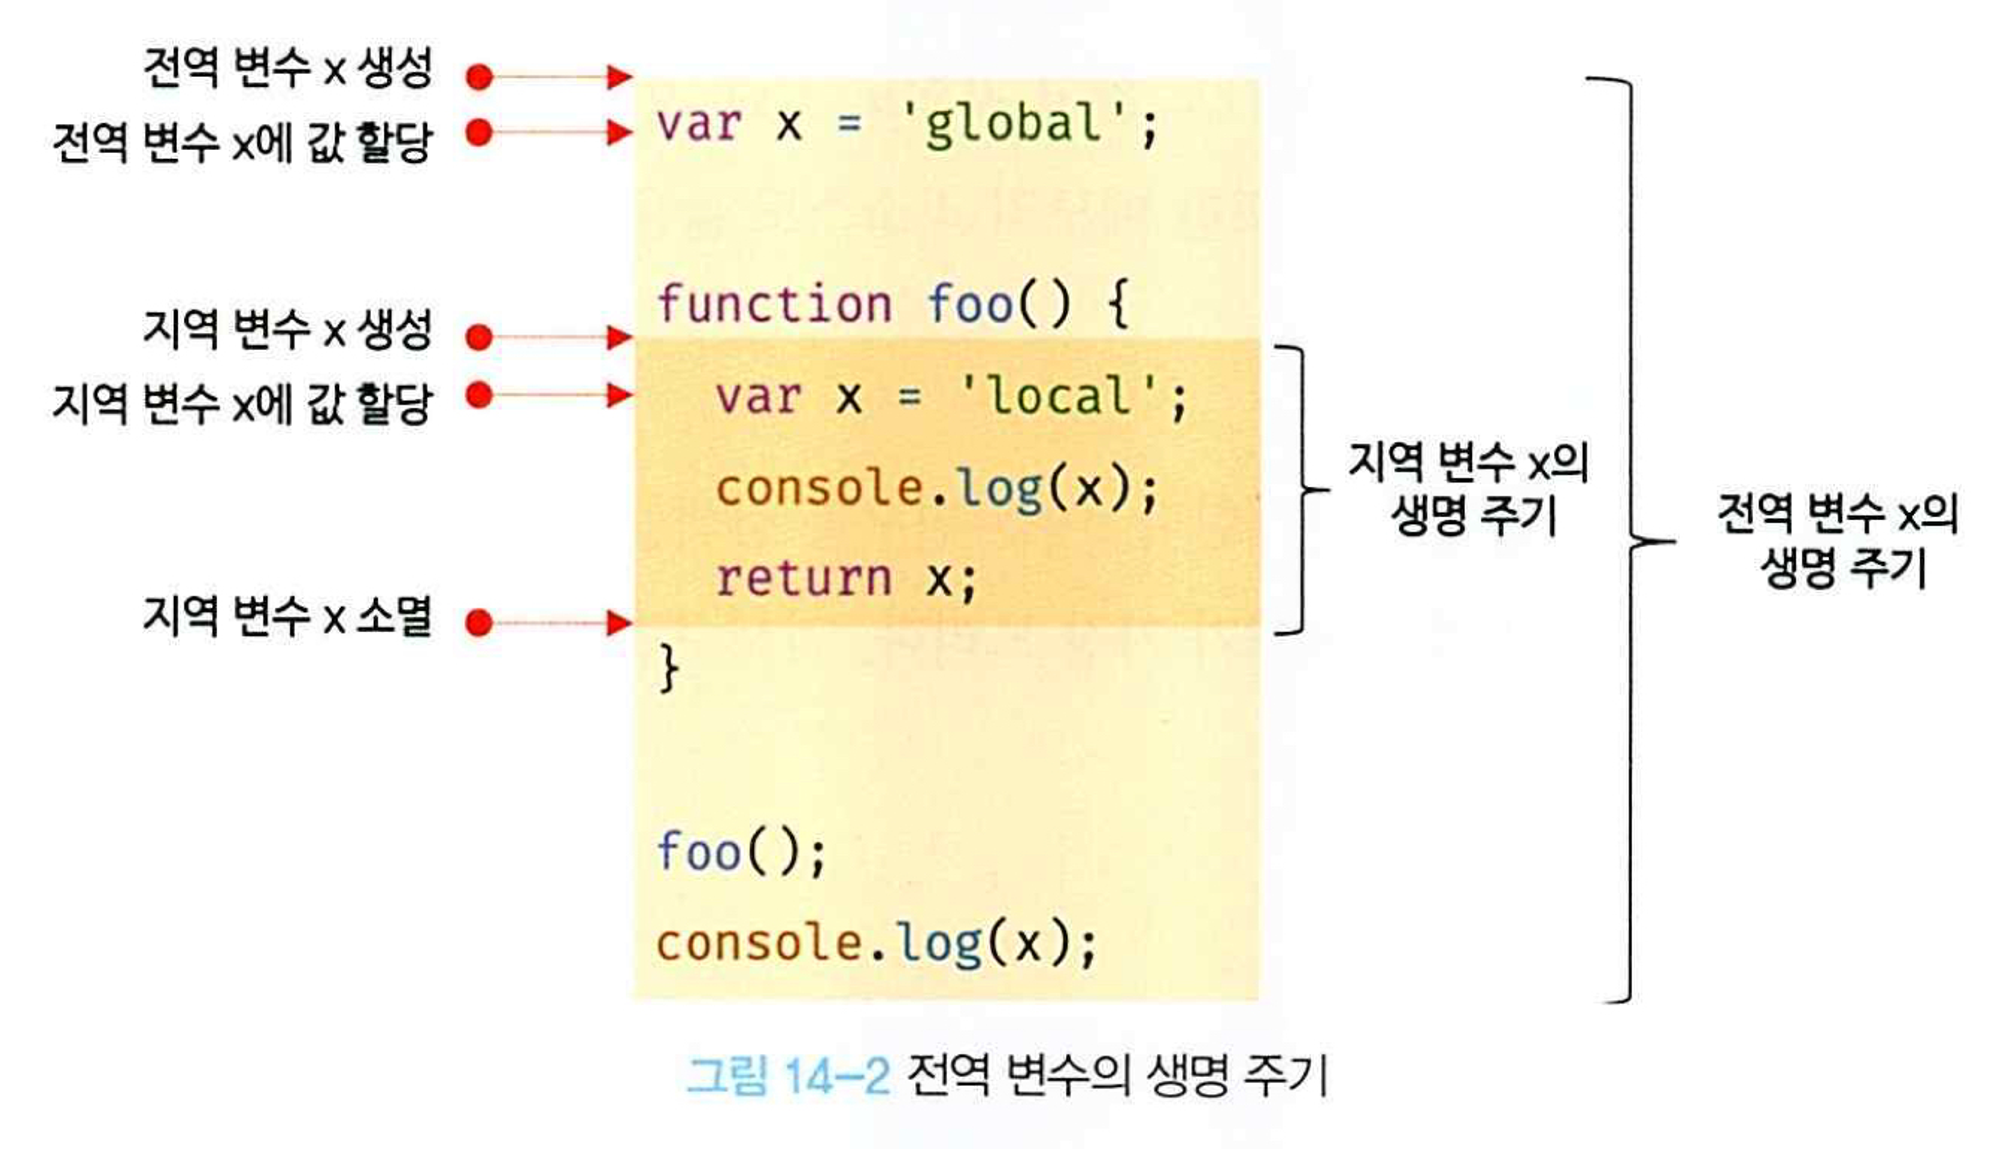 전역 변수 x 생성
전역 변수 x에 값 할당
var x = 'global';
function foo() {
지역 변수 x 생성
지역 변수 x에 값 할당
var x = 'local';
console.log(x);
return x;
지역 변수 x 소멸
}
foo();
console.log(x);
지역 변수 x의
생명 주기
전역 변수 x의
생명 주기
그림 14-2 전역 변수의 생명 주기